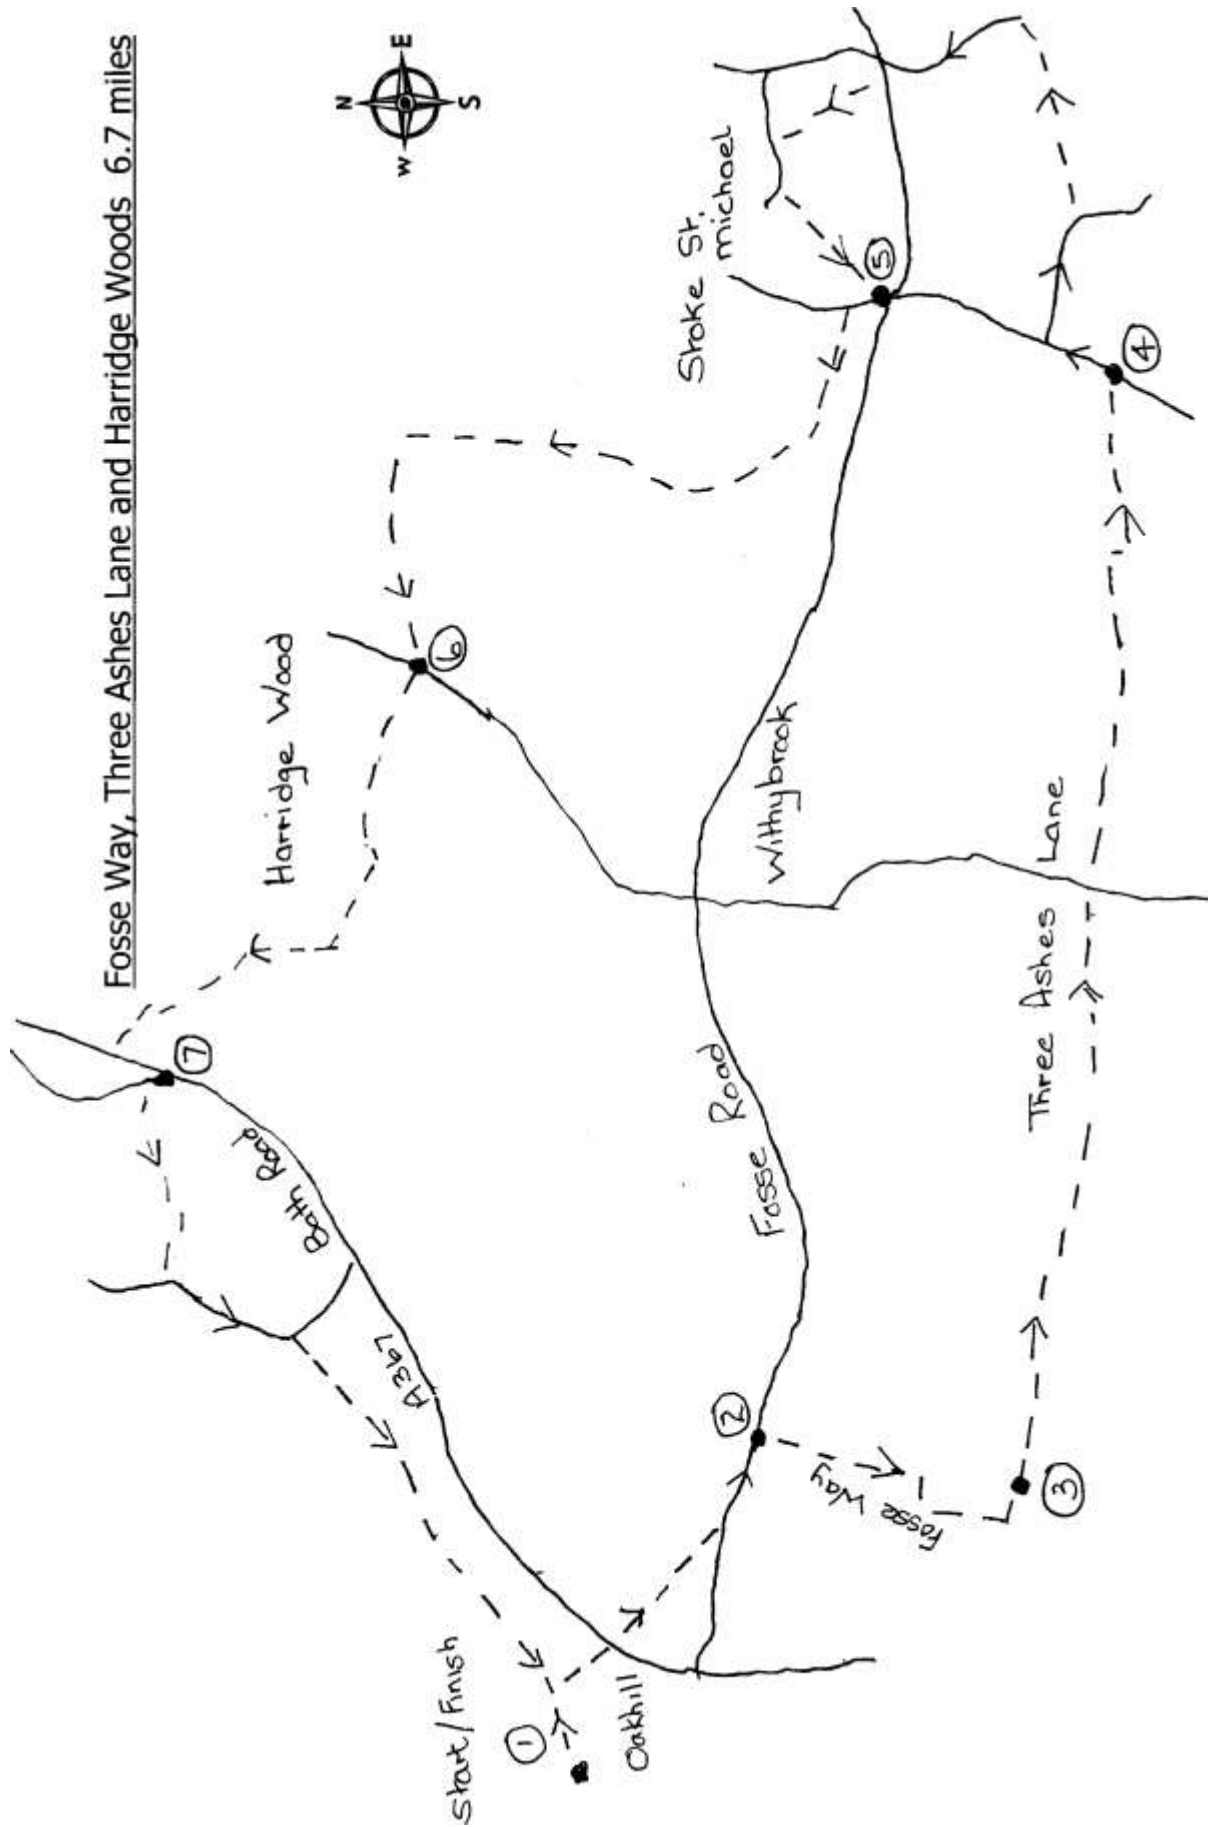 Fosse Way, Three Ashes Lane and Harridge Woods 6.7 miles
N
E
S
W
Start/Finish
1
Oakhill
A367
Bath Road
7
Harridge Wood
6
Stoke St.
michael
5
4
Withybrook
Fosse Road
2
Fosse Way
3
Three Ashes Lane